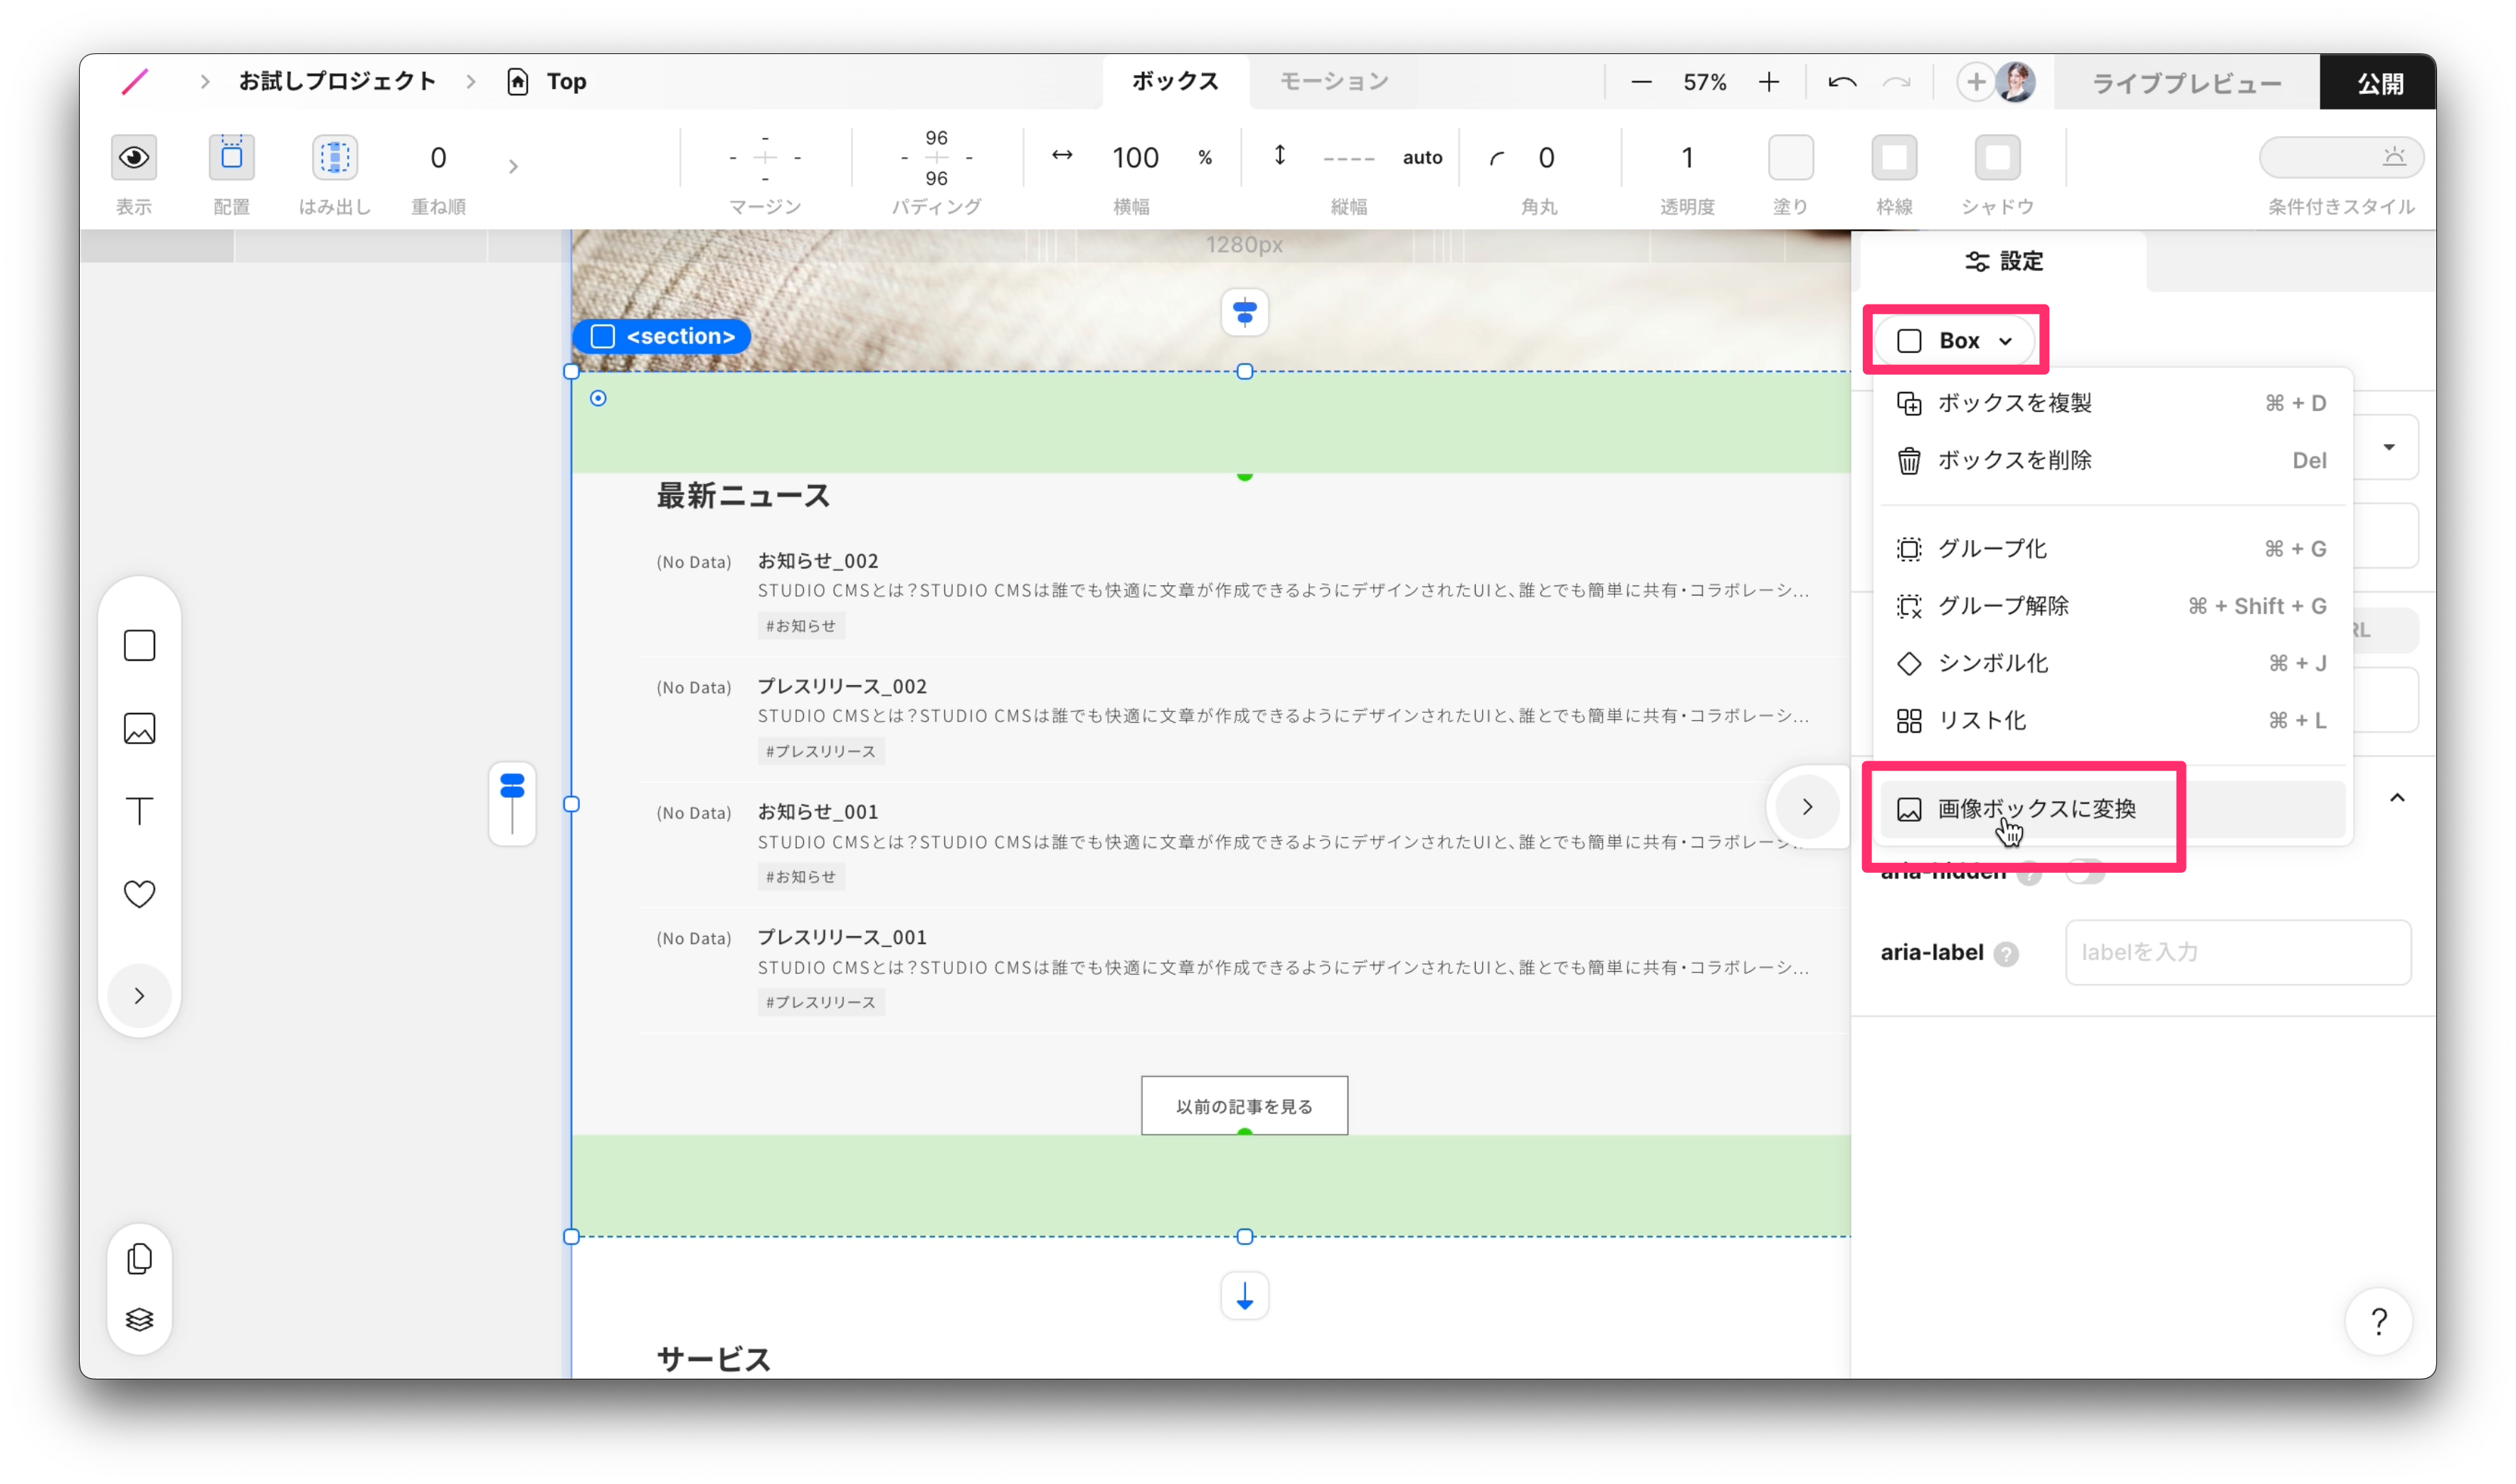 お試しプロジェクト
Top
ボックス
モーション
57%
ライブプレビュー
公開
表示
配置
はみ出し
0
重ね順
-
- -
-
マージン
96
- -
96
パディング
100 %
横幅
---- auto
縦幅
0
角丸
1
透明度
塗り
枠線
シャドウ
条件付きスタイル
1280px
<section>
最新ニュース
(No Data) お知らせ_002
STUDIO CMSとは？STUDIO CMSは誰でも快適に文章が作成できるようにデザインされたUIと、誰とでも簡単に共有・コラボレーシ...
#お知らせ
(No Data) プレスリリース_002
STUDIO CMSとは？STUDIO CMSは誰でも快適に文章が作成できるようにデザインされたUIと、誰とでも簡単に共有・コラボレーシ...
#プレスリリース
(No Data) お知らせ_001
STUDIO CMSとは？STUDIO CMSは誰でも快適に文章が作成できるようにデザインされたUIと、誰とでも簡単に共有・コラボレーシ...
#お知らせ
(No Data) プレスリリース_001
STUDIO CMSとは？STUDIO CMSは誰でも快適に文章が作成できるようにデザインされたUIと、誰とでも簡単に共有・コラボレーシ...
#プレスリリース
以前の記事を見る
サービス
設定
Box
ボックスを複製 ⌘ + D
ボックスを削除 Del
グループ化 ⌘ + G
グループ解除 ⌘ + Shift + G
シンボル化 ⌘ + J
リスト化 ⌘ + L
画像ボックスに変換
aria-hidden ?
aria-label ?
labelを入力
?